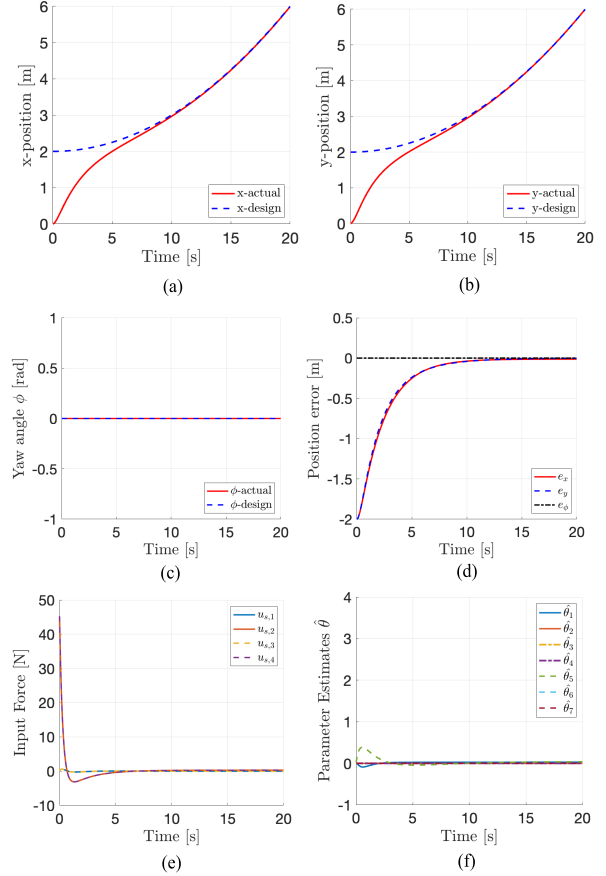 6
5
4
3
2
1
0
0 5 10 15 20
x-position [m]
Time [s]
x-actual
x-design
(a)
6
5
4
3
2
1
0
0 5 10 15 20
y-position [m]
Time [s]
y-actual
y-design
(b)
1
0.5
0
-0.5
-1
0 5 10 15 20
Yaw angle ϕ [rad]
Time [s]
ϕ-actual
ϕ-design
(c)
0.5
0
-0.5
-1
-1.5
-2
0 5 10 15 20
Position error [m]
Time [s]
e_x
e_y
e_ϕ
(d)
50
40
30
20
10
0
-10
0 5 10 15 20
Input Force [N]
Time [s]
u_{s,1}
u_{s,2}
u_{s,3}
u_{s,4}
(e)
4
3
2
1
0
-1
0 5 10 15 20
Parameter Estimates θ̂
Time [s]
θ̂_1
θ̂_2
θ̂_3
θ̂_4
θ̂_5
θ̂_6
θ̂_7
(f)